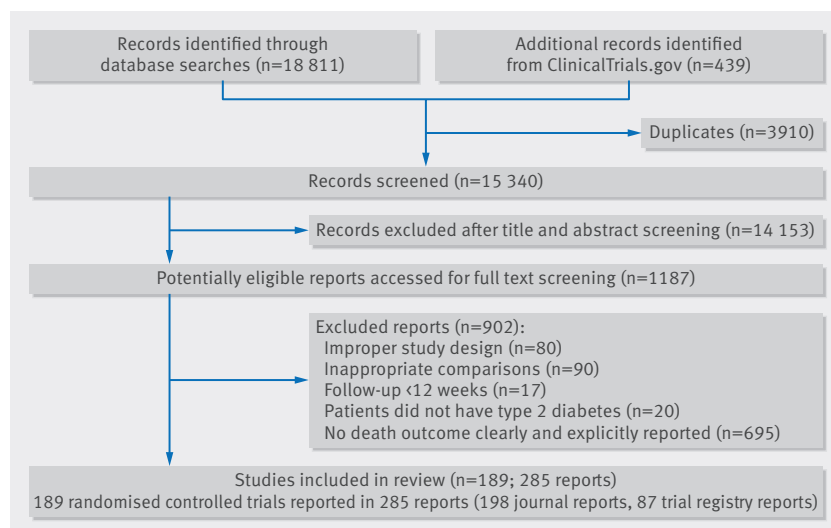 Records identified through
database searches (n=18 811)
Additional records identified
from ClinicalTrials.gov (n=439)
Duplicates (n=3910)
Records screened (n=15 340)
Records excluded after title and abstract screening (n=14 153)
Potentially eligible reports accessed for full text screening (n=1187)
Excluded reports (n=902):
Improper study design (n=80)
Inappropriate comparisons (n=90)
Follow-up <12 weeks (n=17)
Patients did not have type 2 diabetes (n=20)
No death outcome clearly and explicitly reported (n=695)
Studies included in review (n=189; 285 reports)
189 randomised controlled trials reported in 285 reports (198 journal reports, 87 trial registry reports)